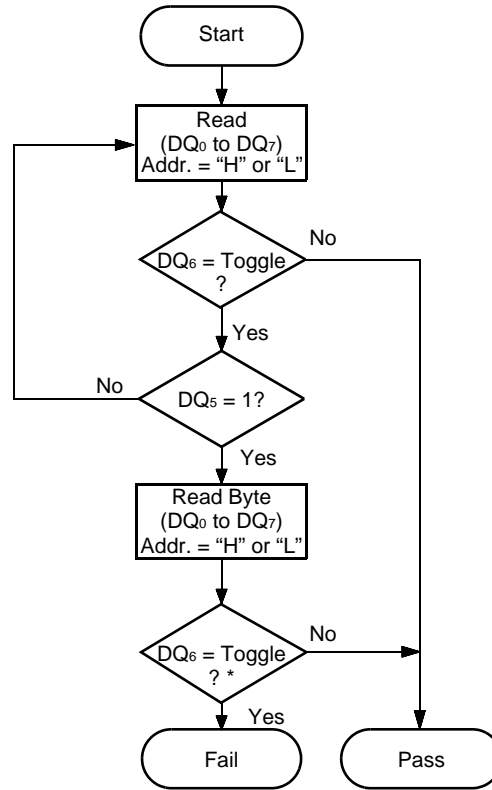 Start
Read
(DQ0 to DQ7)
Addr. = “H” or “L”
No
DQ6 = Toggle
?
Yes
No
DQ5 = 1?
Yes
Read Byte
(DQ0 to DQ7)
Addr. = “H” or “L”
No
DQ6 = Toggle
? *
Yes
Fail
Pass